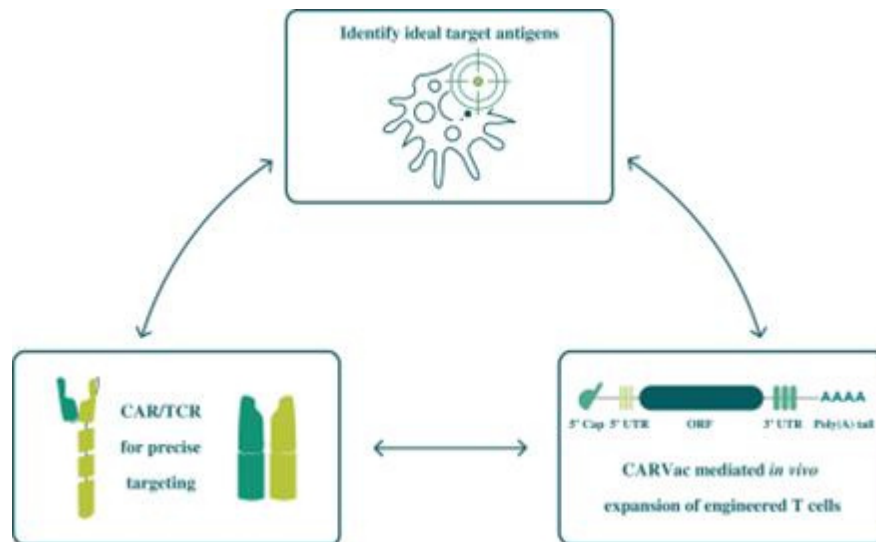 Identify ideal target antigens
CAR/TCR
for precise
targeting
AAAA
5' Cap 5' UTR ORF 3' UTR Poly(A) tail
CARVac mediated in vivo
expansion of engineered T cells